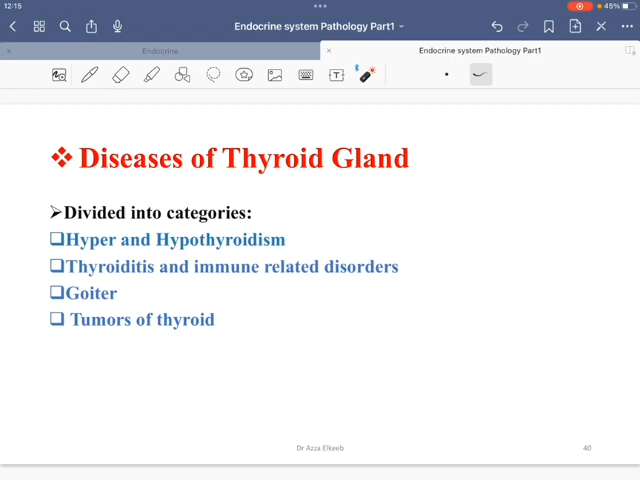 12:15
45%
Endocrine system Pathology Part1
Endocrine
Endocrine system Pathology Part1
T
❖ Diseases of Thyroid Gland
➢Divided into categories:
❑Hyper and Hypothyroidism
❑Thyroiditis and immune related disorders
❑Goiter
❑ Tumors of thyroid
Dr Azza Elkeeb
40